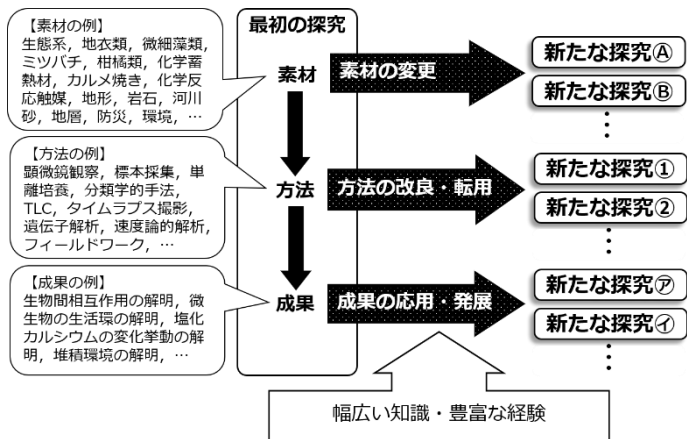 【素材の例】
生態系，地衣類，微細藻類，
ミツバチ，柑橘類，化学蓄
熱材，カルメ焼き，化学反
応触媒，地形，岩石，河川
砂，地層，防災，環境，…
【方法の例】
顕微鏡観察，標本採集，単
離培養，分類学的手法，
TLC，タイムラプス撮影，
遺伝子解析，速度論的解析，
フィールドワーク，…
【成果の例】
生物間相互作用の解明，微
生物の生活環の解明，塩化
カルシウムの変化挙動の解
明，堆積環境の解明，…
最初の探究
素材
方法
成果
素材の変更
方法の改良・転用
成果の応用・発展
新たな探究Ⓐ
新たな探究Ⓑ
⋮
新たな探究①
新たな探究②
⋮
新たな探究㋐
新たな探究㋑
⋮
幅広い知識・豊富な経験